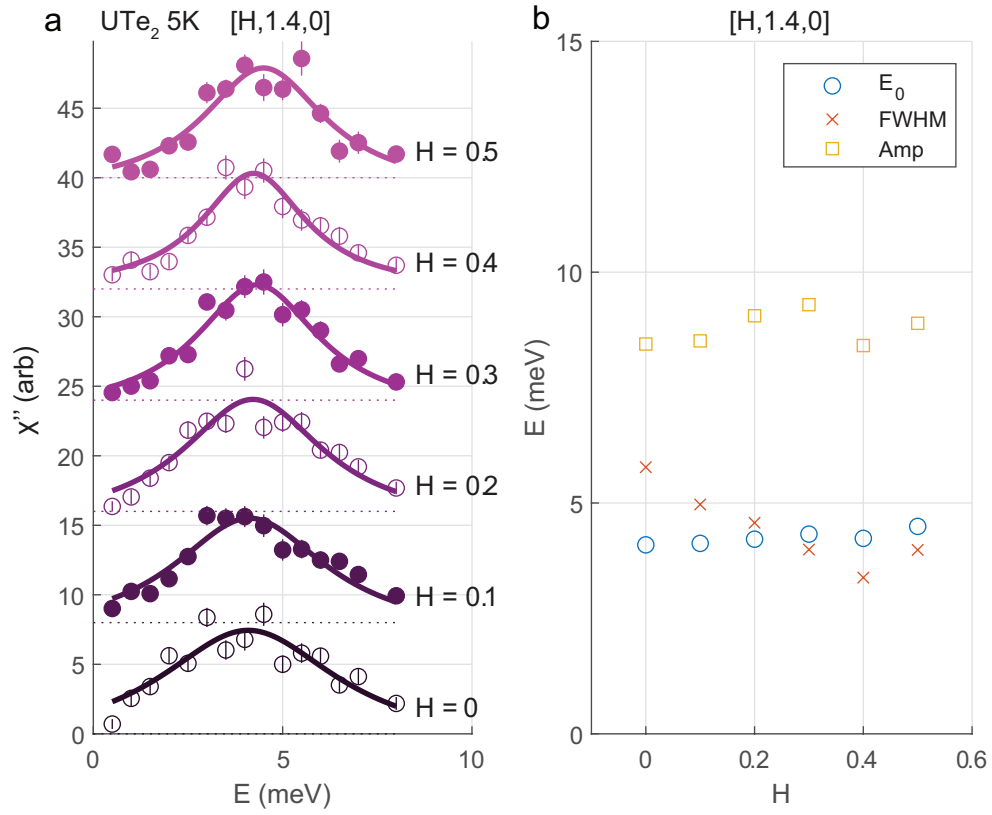 a UTe2 5K [H,1.4,0]
45
40
35
30
25
20
15
10
5
0
χ’’ (arb)
H = 0.5
H = 0.4
H = 0.3
H = 0.2
H = 0.1
H = 0
0 5 10
E (meV)
b [H,1.4,0]
15
10
5
0
E (meV)
E0
FWHM
Amp
0 0.2 0.4 0.6
H